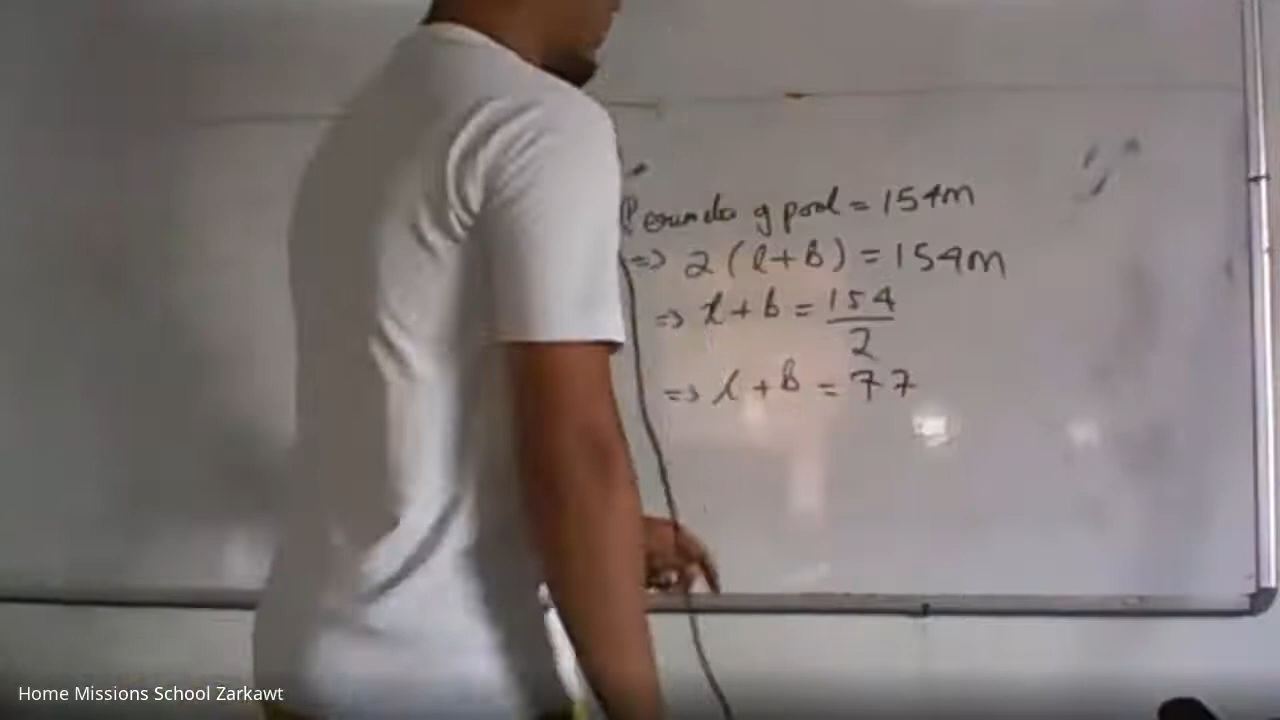 Perimeter of pool = 154m
=> 2 (l + b) = 154m
=> l + b = 154/2
=> l + b = 77
Home Missions School Zarkawt